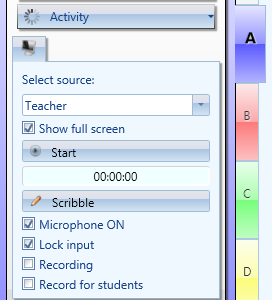 Activity
Select source:
Teacher
Show full screen
Start
00:00:00
Scribble
Microphone ON
Lock input
Recording
Record for students
A
B
C
D